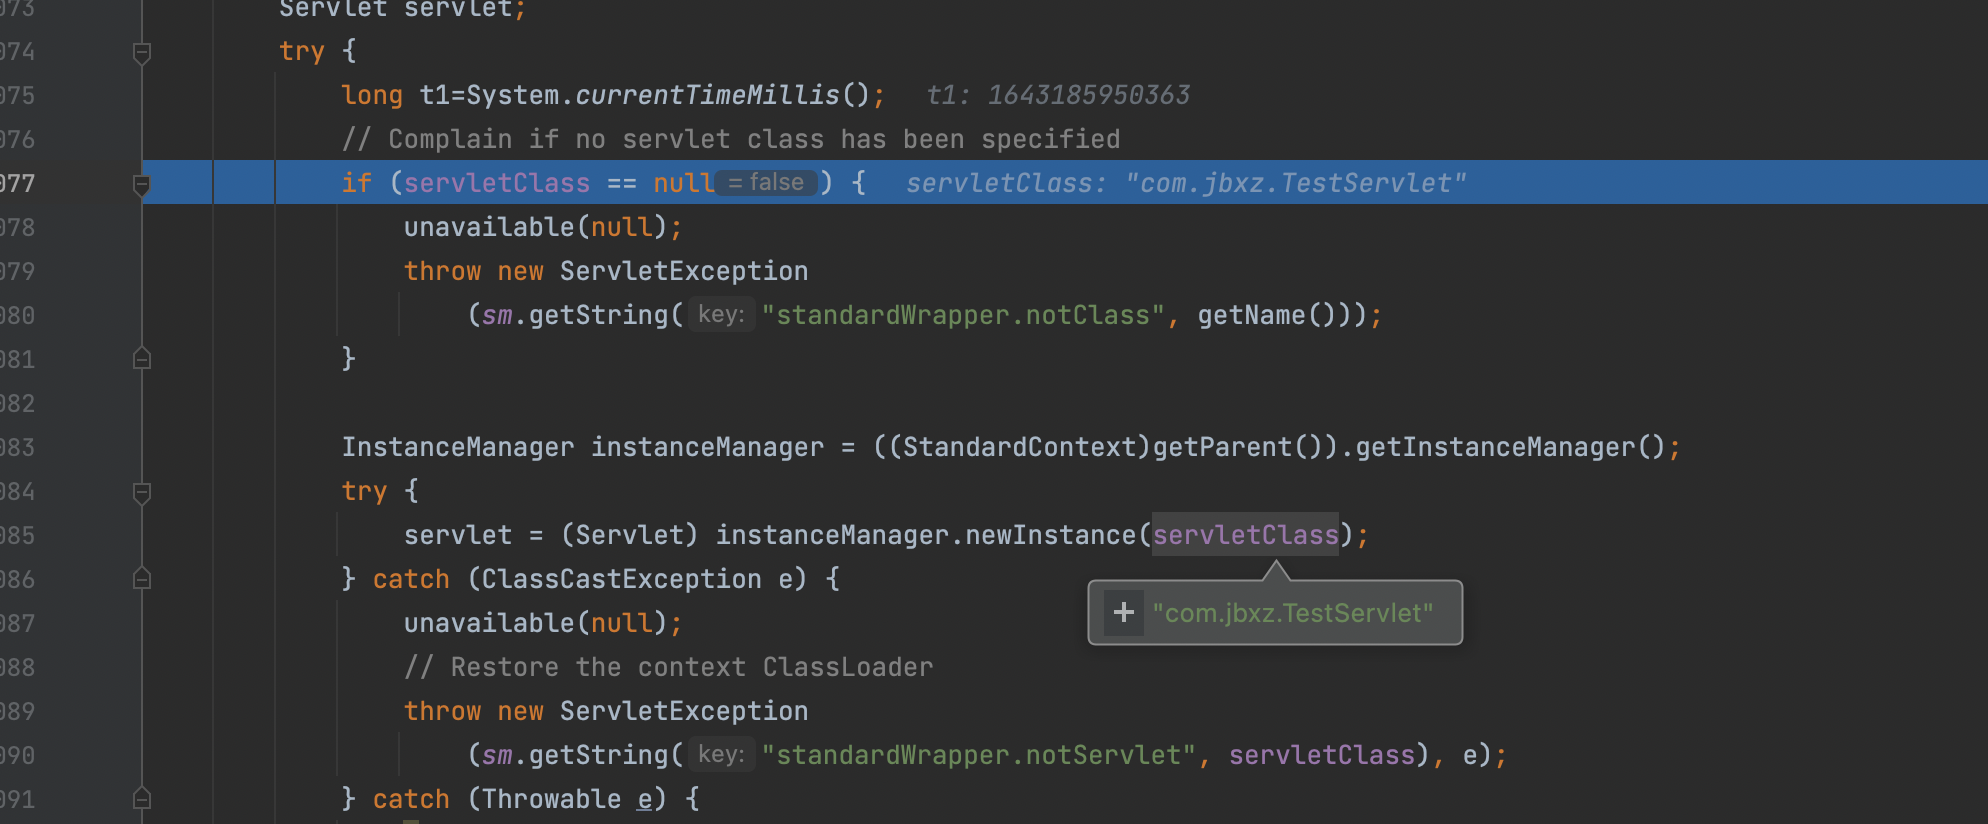 073 Servlet servlet;
074 try {
075 long t1=System.currentTimeMillis(); t1: 1643185950363
076 // Complain if no servlet class has been specified
077 if (servletClass == null = false ) { servletClass: "com.jbxz.TestServlet"
078 unavailable(null);
079 throw new ServletException
080 (sm.getString( key: "standardWrapper.notClass", getName()));
081 }
082
083 InstanceManager instanceManager = ((StandardContext)getParent()).getInstanceManager();
084 try {
085 servlet = (Servlet) instanceManager.newInstance(servletClass);
086 } catch (ClassCastException e) {
+ "com.jbxz.TestServlet"
087 unavailable(null);
088 // Restore the context ClassLoader
089 throw new ServletException
090 (sm.getString( key: "standardWrapper.notServlet", servletClass), e);
091 } catch (Throwable e) {